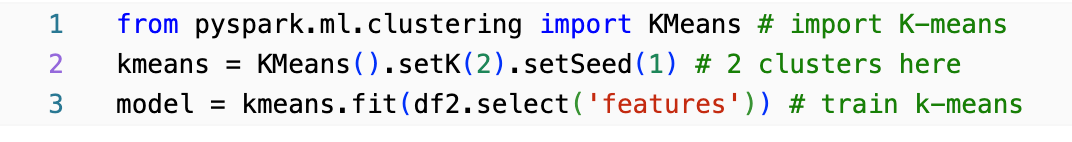 1 from pyspark.ml.clustering import KMeans # import K-means
2 kmeans = KMeans().setK(2).setSeed(1) # 2 clusters here
3 model = kmeans.fit(df2.select('features')) # train k-means